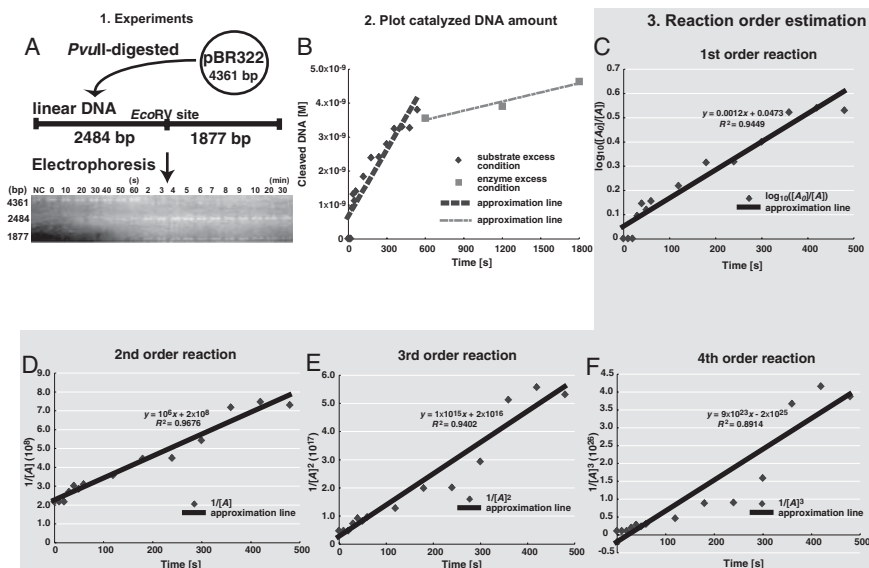 1. Experiments
A
PvuII-digested
pBR322
4361 bp
linear DNA
EcoRV site
2484 bp
1877 bp
Electrophoresis
(s)
(min)
(bp) NC 0 10 20 30 40 50 60 2 3 4 5 6 7 8 9 10 20 30
4361
2484
1877
2. Plot catalyzed DNA amount
B
Cleaved DNA [M]
5.0×10-9
4×10-9
3×10-9
2×10-9
1×10-9
0
0 300 600 900 1200 1500 1800
Time [s]
substrate excess
condition
enzyme excess
condition
approximation line
approximation line
3. Reaction order estimation
C
1st order reaction
log10([A0]/[A])
0.7
0.6
0.5
0.4
0.3
0.2
0.1
0
y = 0.0012x + 0.0473
R2 = 0.9449
log10([A0]/[A])
approximation line
0 100 200 300 400 500
Time [s]
D
2nd order reaction
1/[A] (108)
9.0
8.0
7.0
6.0
5.0
4.0
3.0
2.0
1.0
0
y = 106x + 2x108
R2 = 0.9676
1/[A]
approximation line
0 100 200 300 400 500
Time [s]
E
3rd order reaction
1/[A]2 (1017)
6.0
5.0
4.0
3.0
2.0
1.0
0
y = 1x1015x + 2x1016
R2 = 0.9402
1/[A]2
approximation line
0 100 200 300 400 500
Time [s]
F
4th order reaction
1/[A]3 (1026)
4.5
4.0
3.5
3.0
2.5
2.0
1.5
1.0
0.5
0
-0.5
y = 9x1023x - 2x1025
R2 = 0.8914
1/[A]3
approximation line
0 100 200 300 400 500
Time [s]